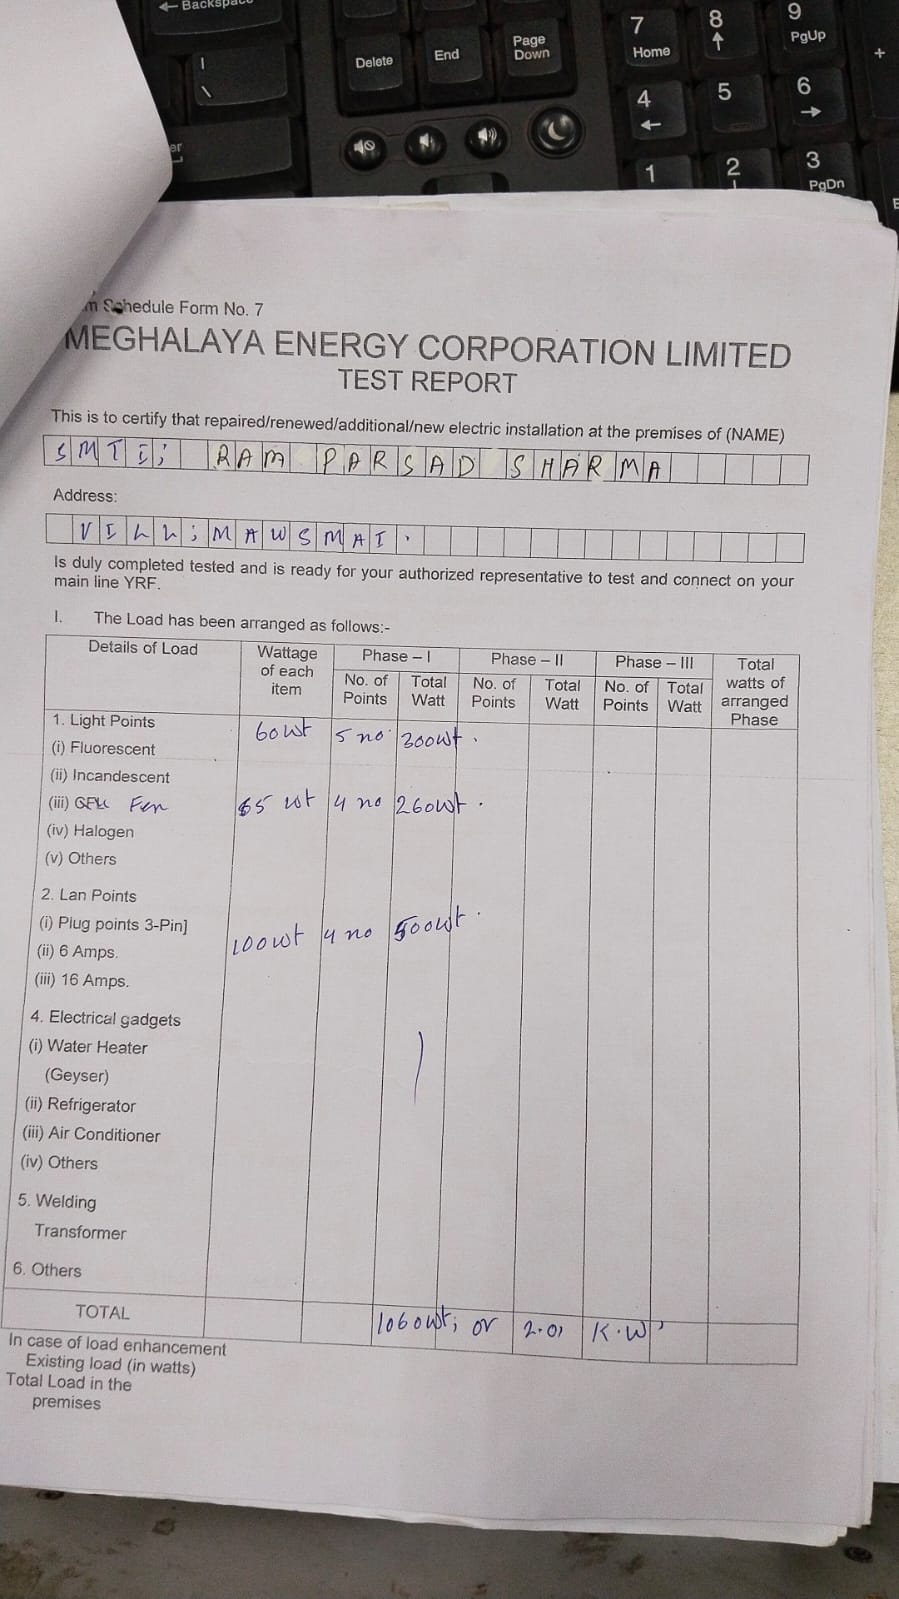 ← Backspace
|
\
Delete
End
Page
Down
7
Home
8
↑
9
PgUp
+
4
←
5
6
→
1
2
3
PgDn
Schedule Form No. 7
MEGHALAYA ENERGY CORPORATION LIMITED
TEST REPORT
This is to certify that repaired/renewed/additional/new electric installation at the premises of (NAME)
SMTI; RAM PARSAD SHARMA
Address:
VILL; MAWSMAI.
Is duly completed tested and is ready for your authorized representative to test and connect on your
main line YRF.
I. The Load has been arranged as follows:-
Details of Load Wattage of each item Phase – I Phase – II Phase – III Total watts of arranged Phase
No. of Points Total Watt No. of Points Total Watt No. of Points Total Watt
1. Light Points 60wt 5 no 300wt.
(i) Fluorescent
(ii) Incandescent
(iii) Fan 65 wt 4 no 260wt.
(iv) Halogen
(v) Others
2. Lan Points
(i) Plug points 3-Pin] 100wt 4 no 500wt.
(ii) 6 Amps.
(iii) 16 Amps.
4. Electrical gadgets
(i) Water Heater
(Geyser)
(ii) Refrigerator
(iii) Air Conditioner
(iv) Others
5. Welding
Transformer
6. Others
TOTAL 1060wt; or 2.0 K.W
In case of load enhancement
Existing load (in watts)
Total Load in the
premises